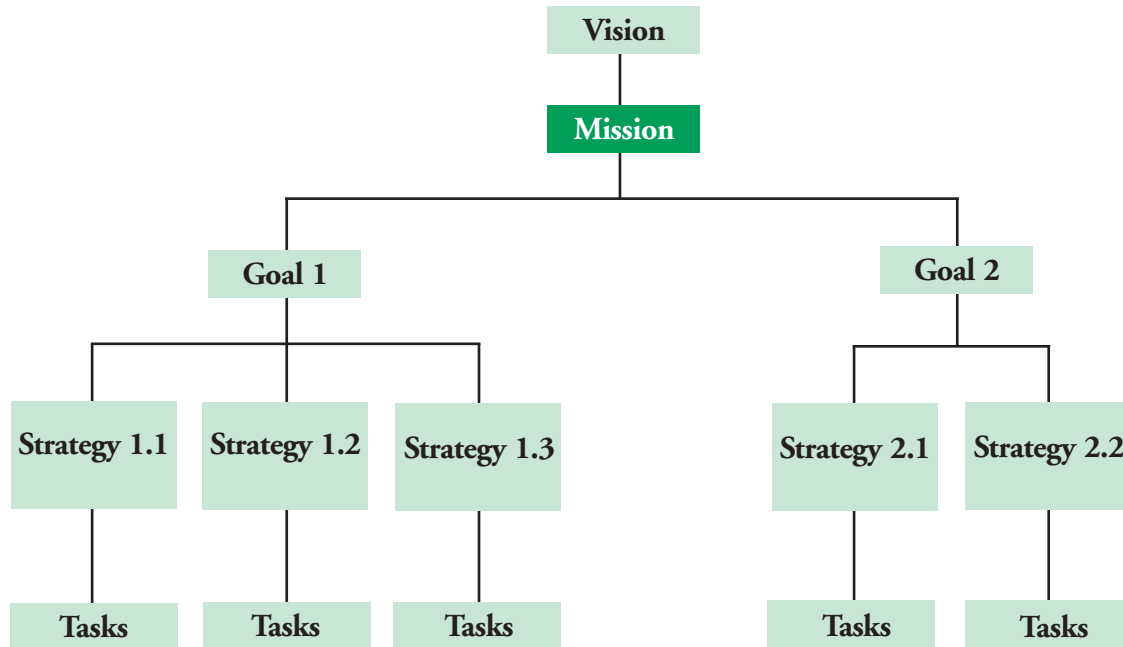 Vision
Mission
Goal 1
Goal 2
Strategy 1.1
Strategy 1.2
Strategy 1.3
Strategy 2.1
Strategy 2.2
Tasks
Tasks
Tasks
Tasks
Tasks